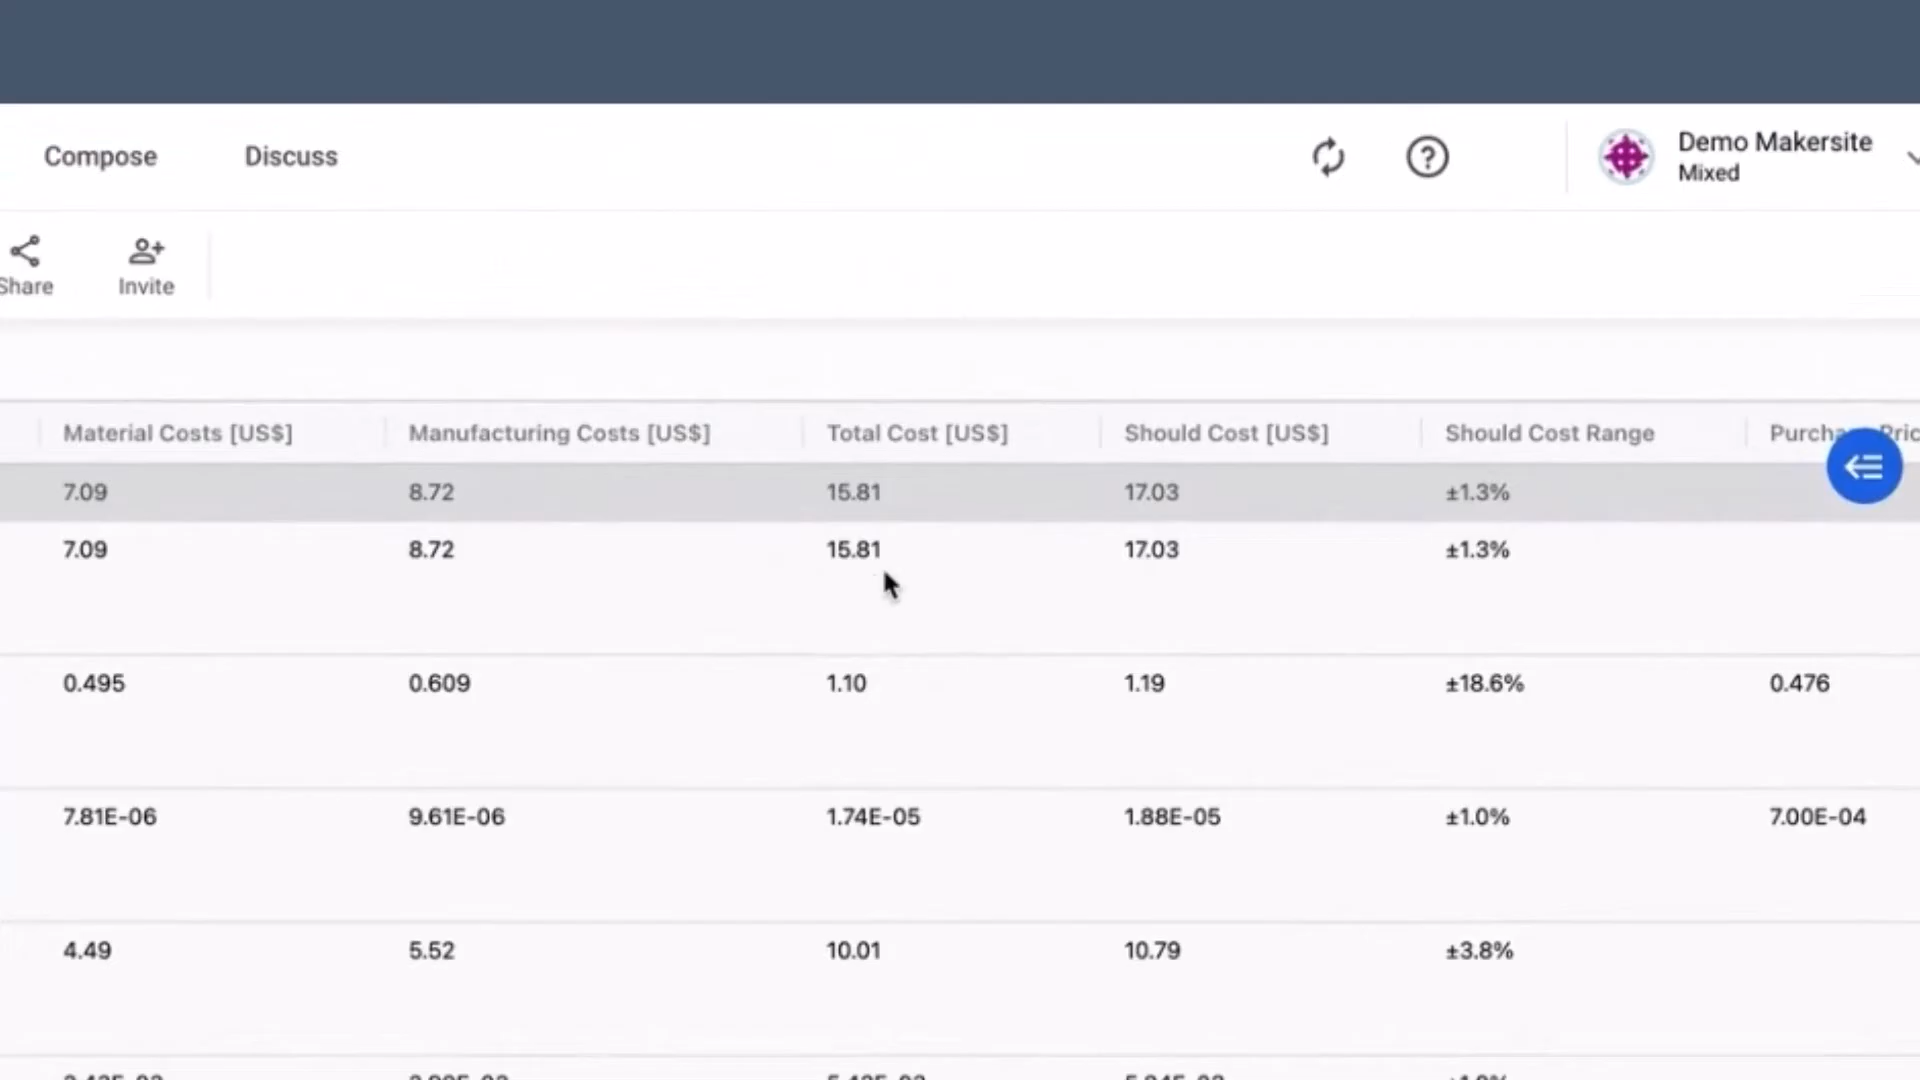 Compose Discuss Demo Makersite
Mixed
Share Invite
Material Costs [US$] Manufacturing Costs [US$] Total Cost [US$] Should Cost [US$] Should Cost Range
7.09 8.72 15.81 17.03 ±1.3%
7.09 8.72 15.81 17.03 ±1.3%
0.495 0.609 1.10 1.19 ±18.6% 0.476
7.81E-06 9.61E-06 1.74E-05 1.88E-05 ±1.0% 7.00E-04
4.49 5.52 10.01 10.79 ±3.8%